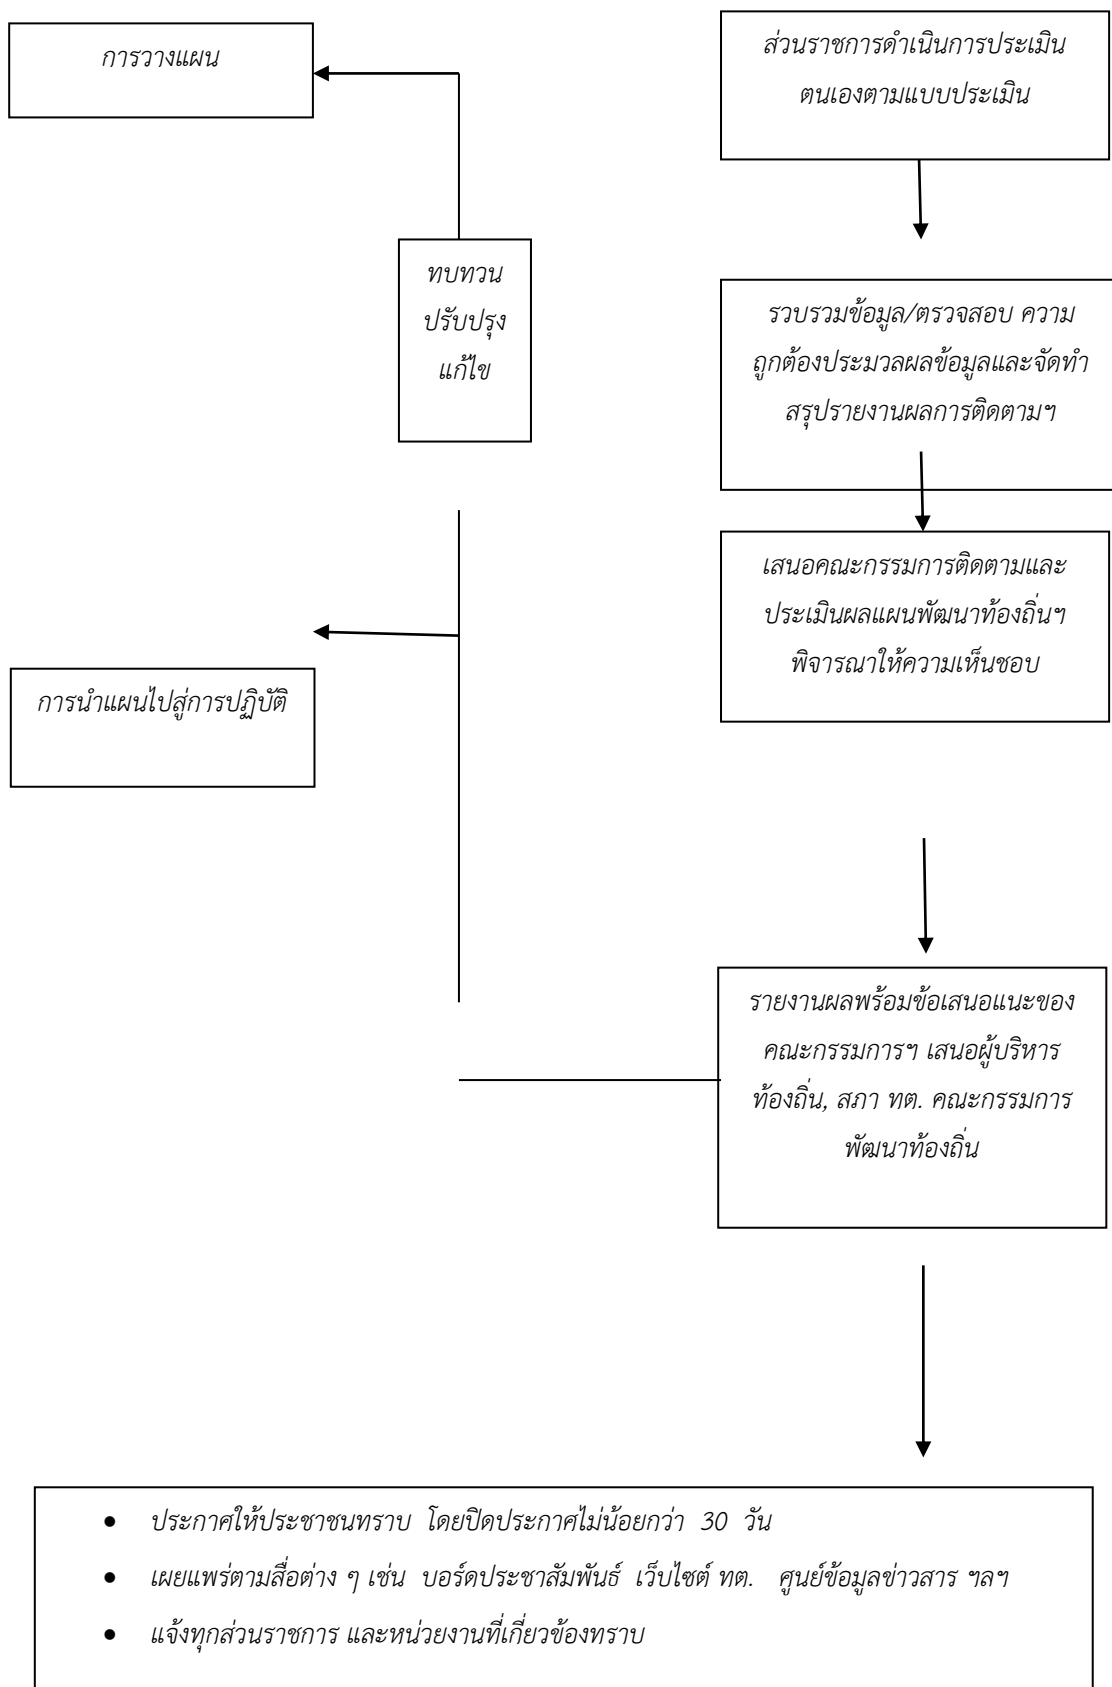 การวางแผน
ส่วนราชการดำเนินการประเมิน
ตนเองตามแบบประเมิน
ทบทวน
ปรับปรุง
แก้ไข
รวบรวมข้อมูล/ตรวจสอบ ความ
ถูกต้องประมวลผลข้อมูลและจัดทำ
สรุปรายงานผลการติดตามฯ
เสนอคณะกรรมการติดตามและ
ประเมินผลแผนพัฒนาท้องถิ่นฯ
พิจารณาให้ความเห็นชอบ
การนำแผนไปสู่การปฏิบัติ
รายงานผลพร้อมข้อเสนอแนะของ
คณะกรรมการฯ เสนอผู้บริหาร
ท้องถิ่น, สภา ทต. คณะกรรมการ
พัฒนาท้องถิ่น
• ประกาศให้ประชาชนทราบ โดยปิดประกาศไม่น้อยกว่า 30 วัน
• เผยแพร่ตามสื่อต่าง ๆ เช่น บอร์ดประชาสัมพันธ์ เว็บไซต์ ทต. ศูนย์ข้อมูลข่าวสาร ฯลฯ
• แจ้งทุกส่วนราชการ และหน่วยงานที่เกี่ยวข้องทราบ